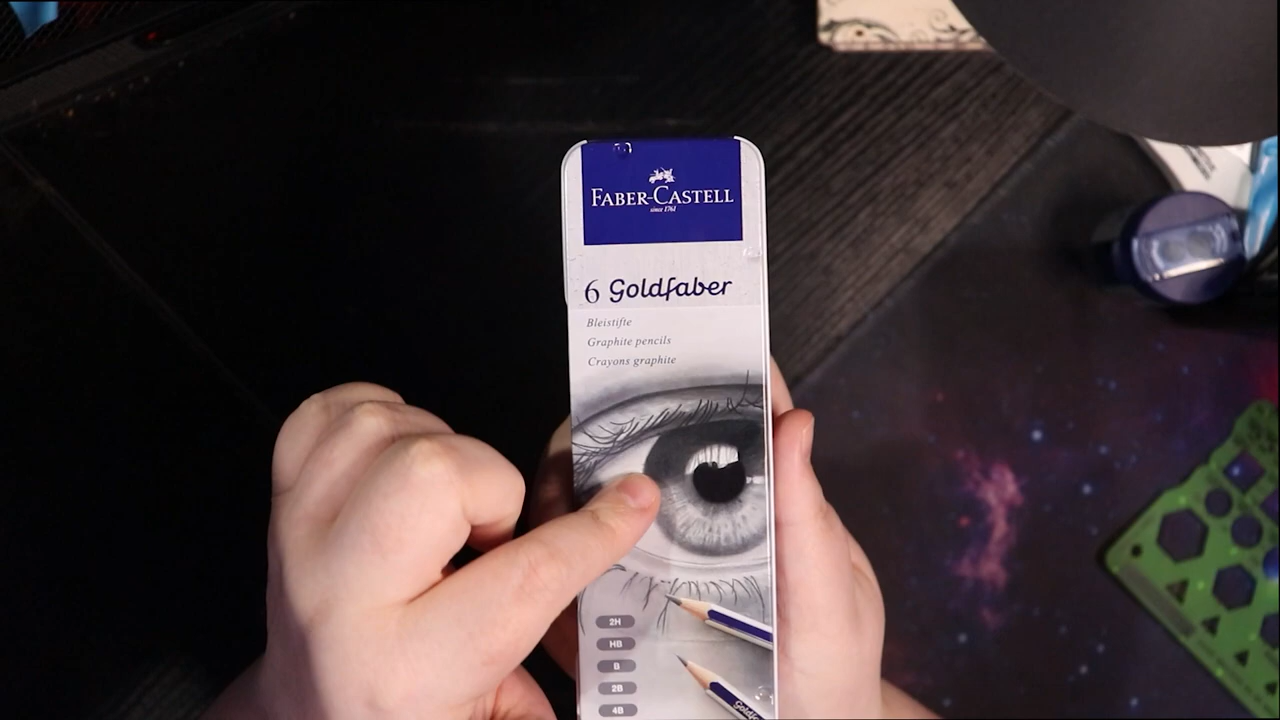 FABER-CASTELL
since 1761
6 Goldfaber
Bleistifte
Graphite pencils
Crayons graphite
2H
HB
B
2B
4B